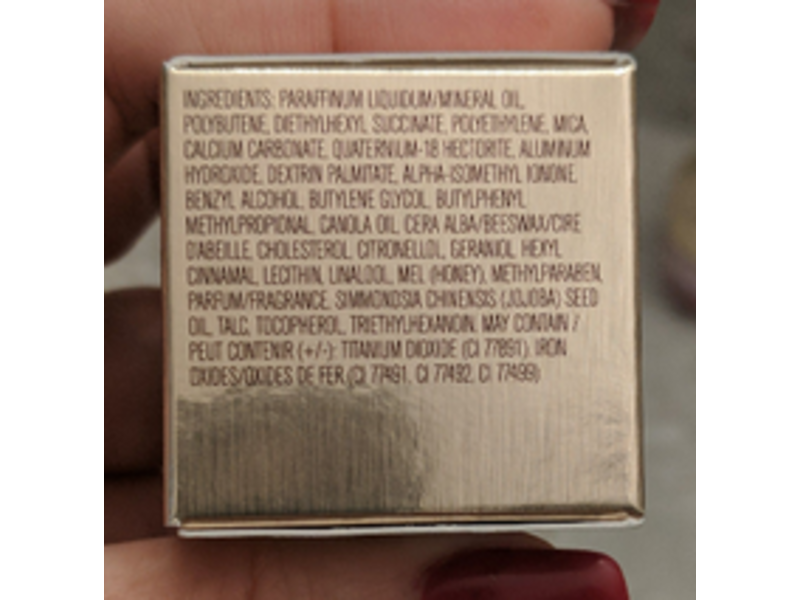 INGREDIENTS: PARAFFINUM LIQUIDUM/MINERAL OIL,
POLYBUTENE, DIETHYLHEXYL SUCCINATE, POLYETHYLENE, MICA,
CALCIUM CARBONATE, QUATERNIUM-18 HECTORITE, ALUMINUM
HYDROXIDE, DEXTRIN PALMITATE, ALPHA-ISOMETHYL IONONE,
BENZYL ALCOHOL, BUTYLENE GLYCOL, BUTYLPHENYL
METHYLPROPIONAL, CANOLA OIL, CERA ALBA/BEESWAX/CIRE
D'ABEILLE, CHOLESTEROL, CITRONELLOL, GERANIOL, HEXYL
CINNAMAL, LECITHIN, LINALOOL, MEL (HONEY), METHYLPARABEN,
PARFUM/FRAGRANCE, SIMMONDSIA CHINENSIS (JOJOBA) SEED
OIL, TALC, TOCOPHEROL, TRIETHYLHEXANOIN, MAY CONTAIN /
PEUT CONTENIR (+/-): TITANIUM DIOXIDE (CI 77891), IRON
OXIDES/OXIDES DE FER (CI 77491, CI 77492, CI 77499)